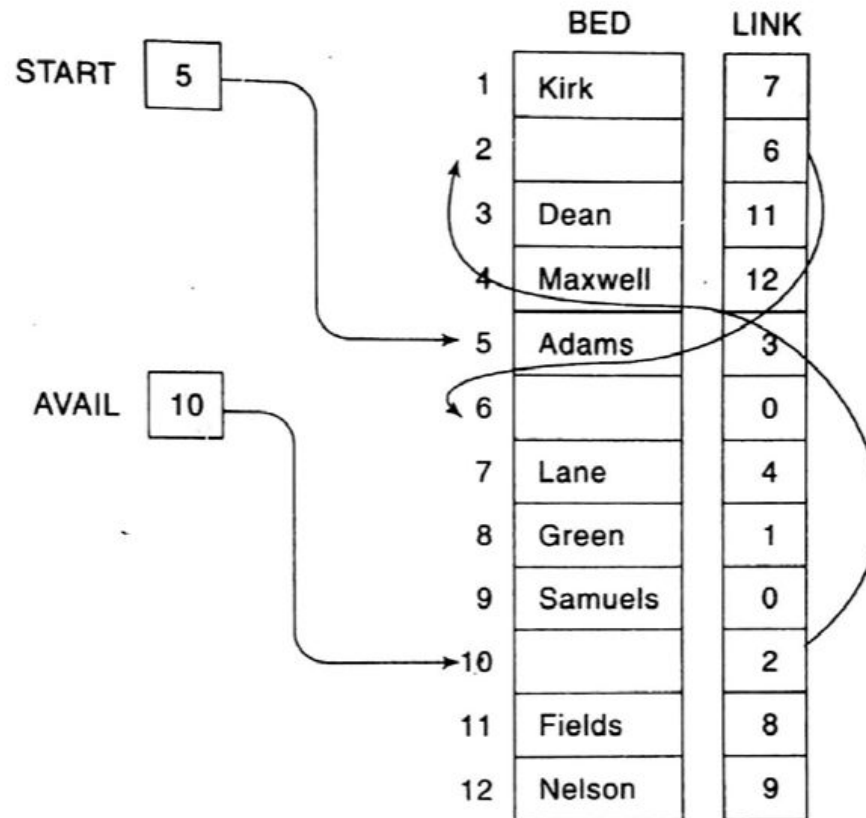 BED LINK
START 5
1 Kirk 7
2 6
3 Dean 11
4 Maxwell 12
5 Adams 3
AVAIL 10
6 0
7 Lane 4
8 Green 1
9 Samuels 0
10 2
11 Fields 8
12 Nelson 9